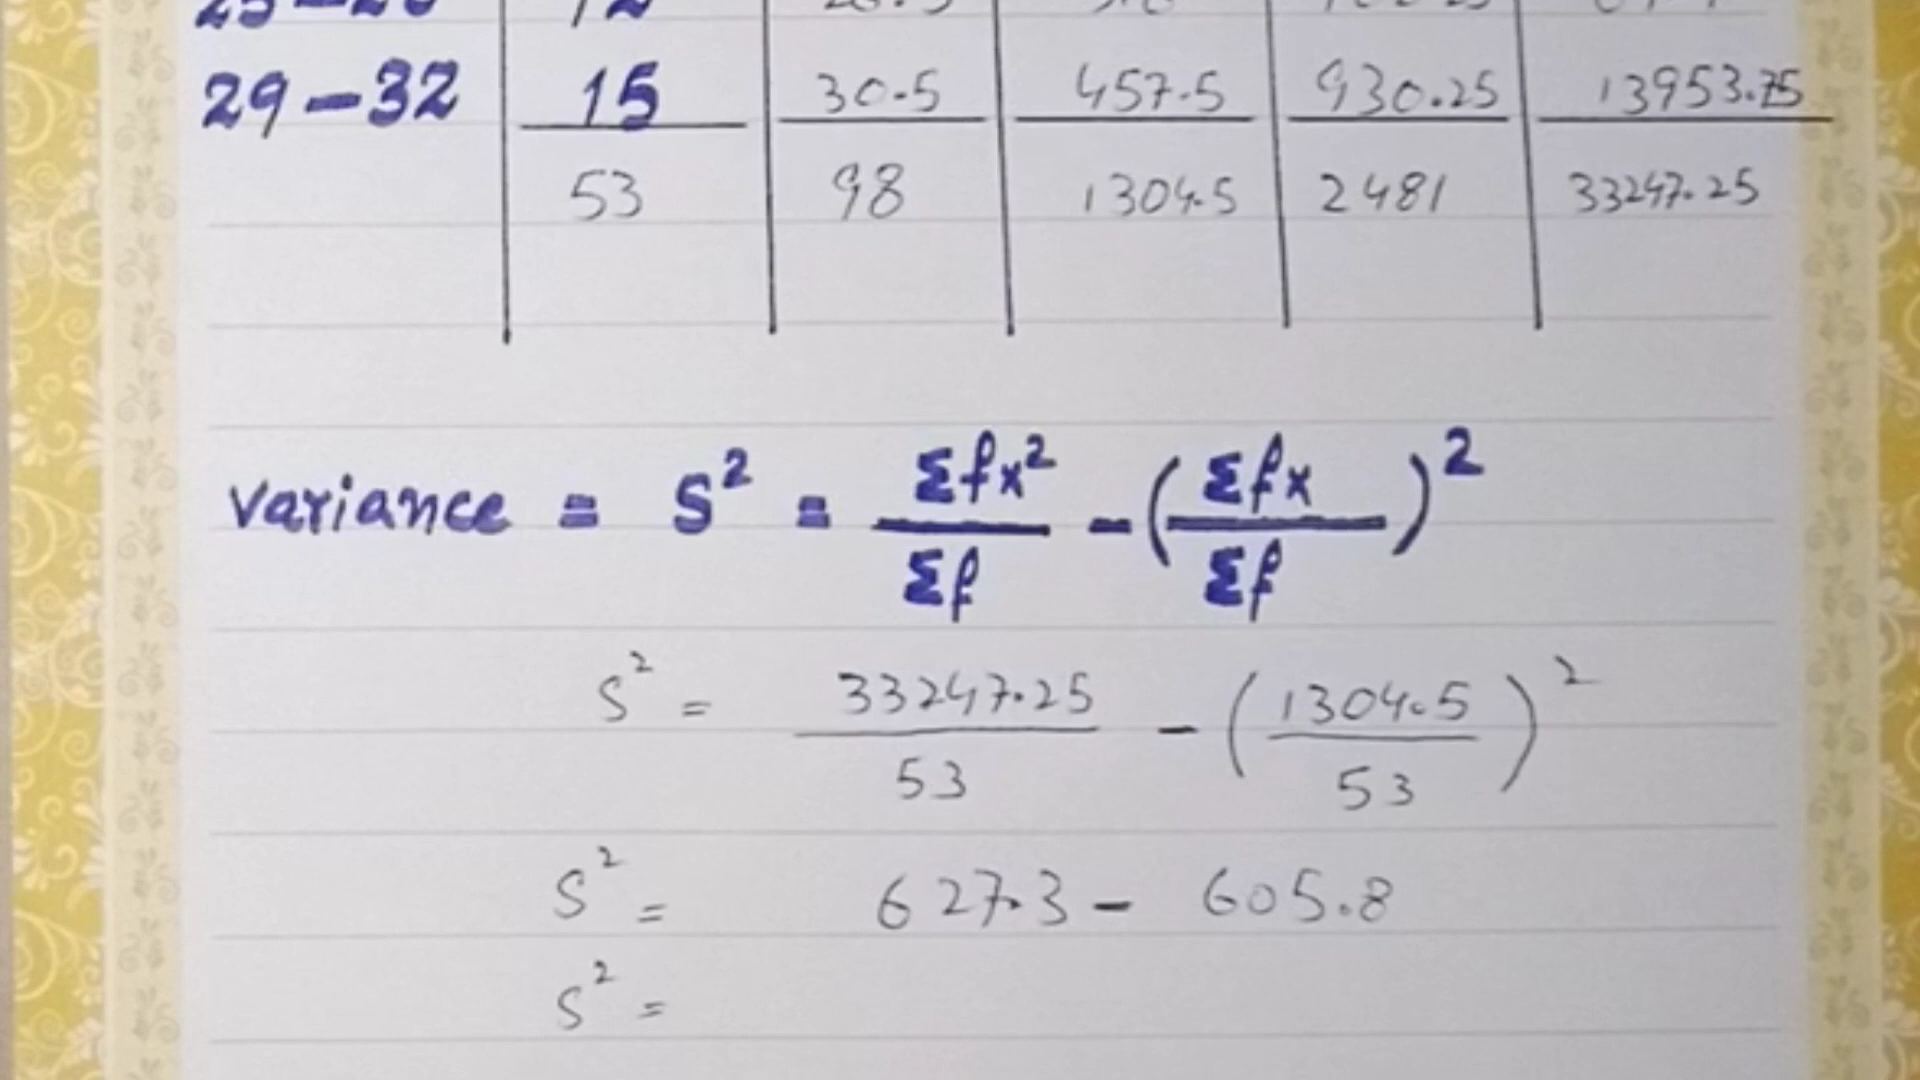 29-32 15 30.5 457.5 930.25 13953.75
53 98 1304.5 2481 33247.25
variance = S² = Σfx² / Σf - (Σfx / Σf)²
S² = 33247.25 / 53 - (1304.5 / 53)²
S² = 627.3 - 605.8
S² =